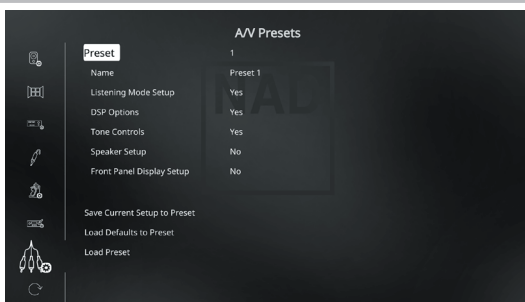 A/V Presets
Preset 1
Name Preset 1
Listening Mode Setup Yes
DSP Options Yes
Tone Controls Yes
Speaker Setup No
Front Panel Display Setup No
Save Current Setup to Preset
Load Defaults to Preset
Load Preset
NAD